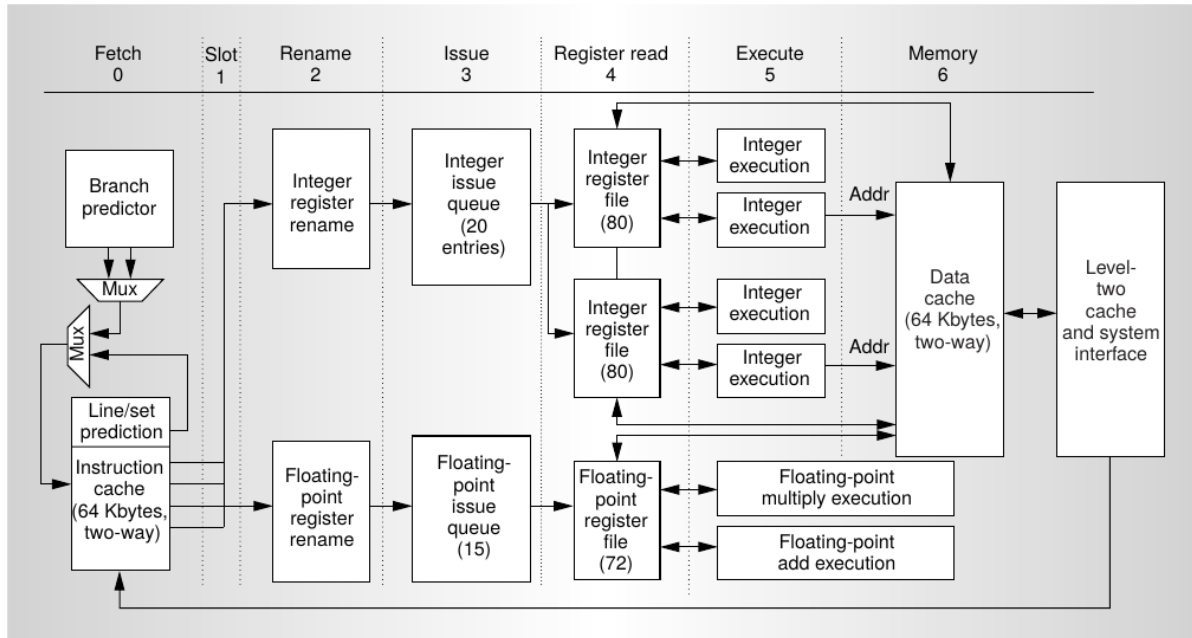 Fetch
0
Slot
1
Rename
2
Issue
3
Register read
4
Execute
5
Memory
6
Branch
predictor
Mux
Mux
Line/set
prediction
Instruction
cache
(64 Kbytes,
two-way)
Integer
register
rename
Integer
issue
queue
(20
entries)
Integer
register
file
(80)
Integer
execution
Integer
execution
Addr
Integer
register
file
(80)
Integer
execution
Integer
execution
Addr
Data
cache
(64 Kbytes,
two-way)
Level-
two
cache
and system
interface
Floating-
point
register
rename
Floating-
point
issue
queue
(15)
Floating-
point
register
file
(72)
Floating-point
multiply execution
Floating-point
add execution